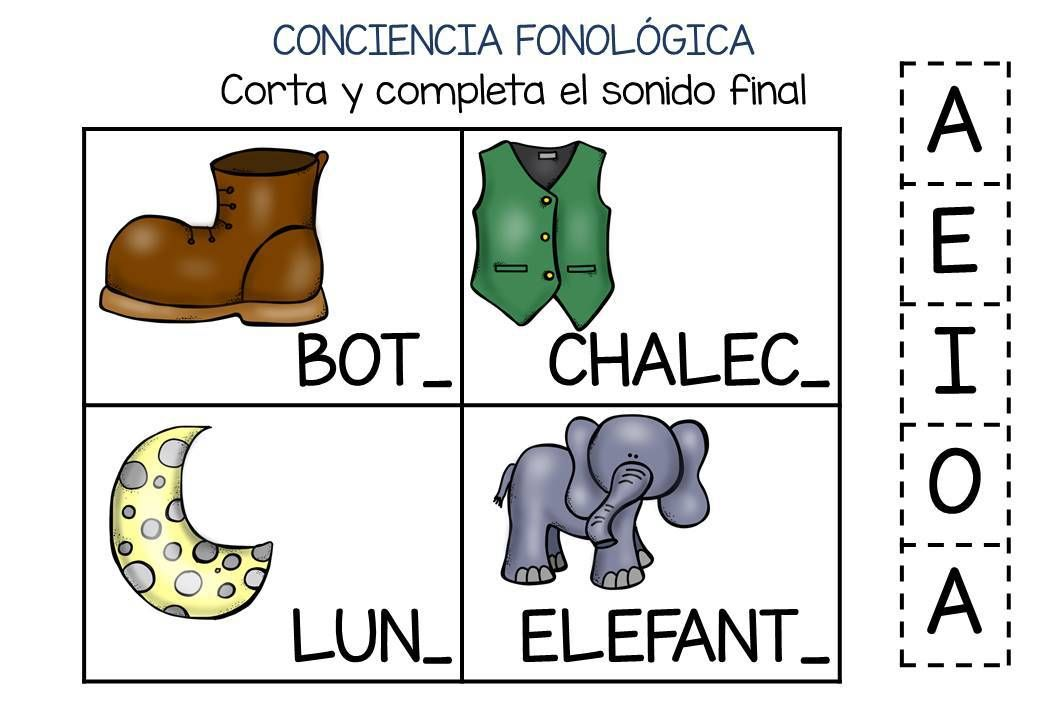 CONCIENCIA FONOLÓGICA
Corta y completa el sonido final
BOT_
CHALEC_
LUN_
ELEFANT_
A
E
I
O
A